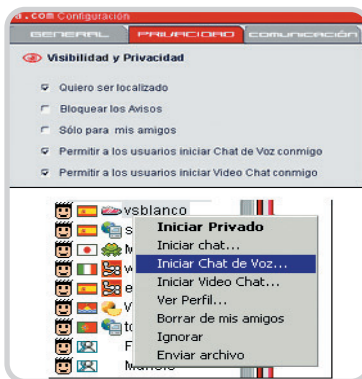 a.com Configuración
GENERAL PRIVACIDAD COMUNICACIÓN
Visibilidad y Privacidad
Quiero ser localizado
Bloquear los Avisos
Sólo para mis amigos
Permitir a los usuarios iniciar Chat de Voz conmigo
Permitir a los usuarios iniciar Video Chat conmigo
vsblanco
Iniciar Privado
Iniciar chat...
Iniciar Chat de Voz...
Iniciar Video Chat...
Ver Perfil...
Borrar de mis amigos
Ignorar
Enviar archivo